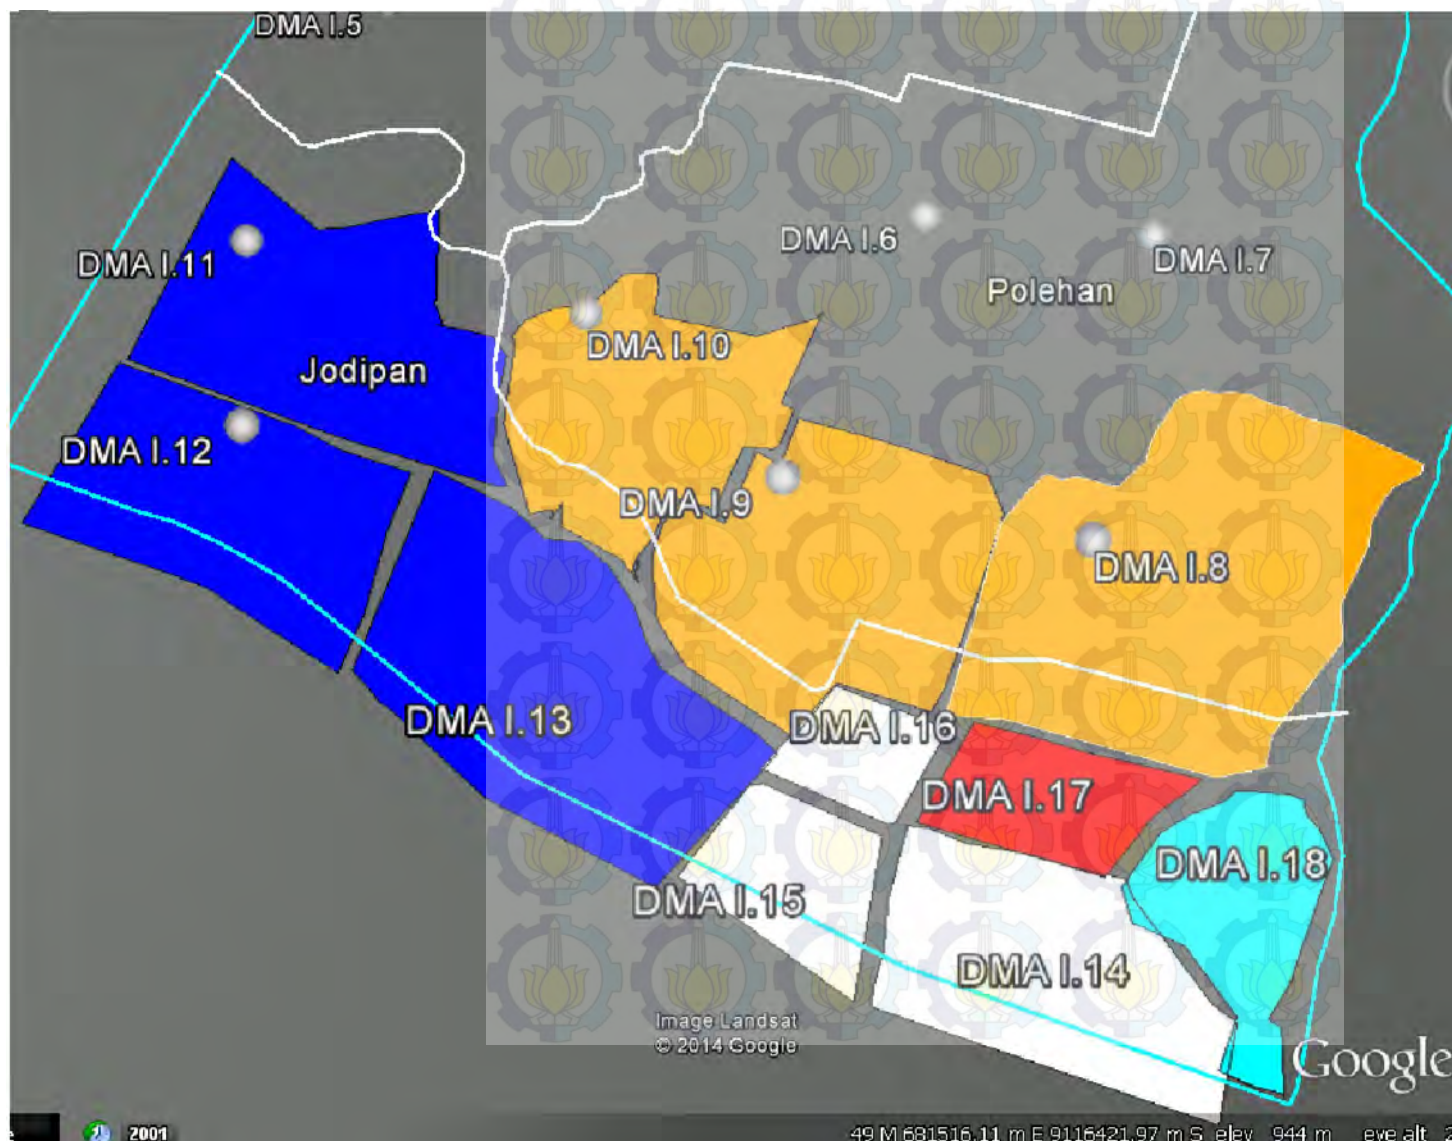 DMA I.5
DMA I.6
DMA I.7
DMA I.11
Polehan
DMA I.10
Jodipan
DMA I.12
DMA I.9
DMA I.8
DMA I.13
DMA I.16
DMA I.17
DMA I.18
DMA I.15
DMA I.14
Image Landsat
© 2014 Google
Google
2001
49 M 681516.11 m E 9116421.97 m S elev 944 m eye alt